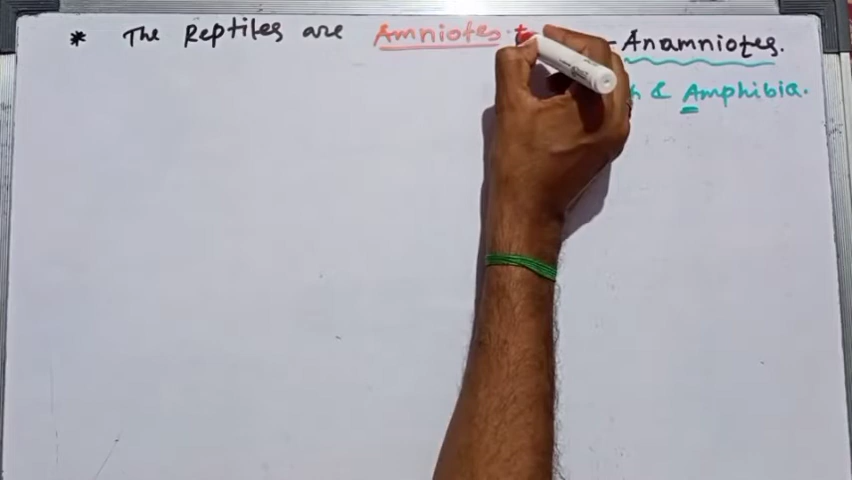 * The Reptiles are Amniotes. - Anamniotes.
& Amphibia.